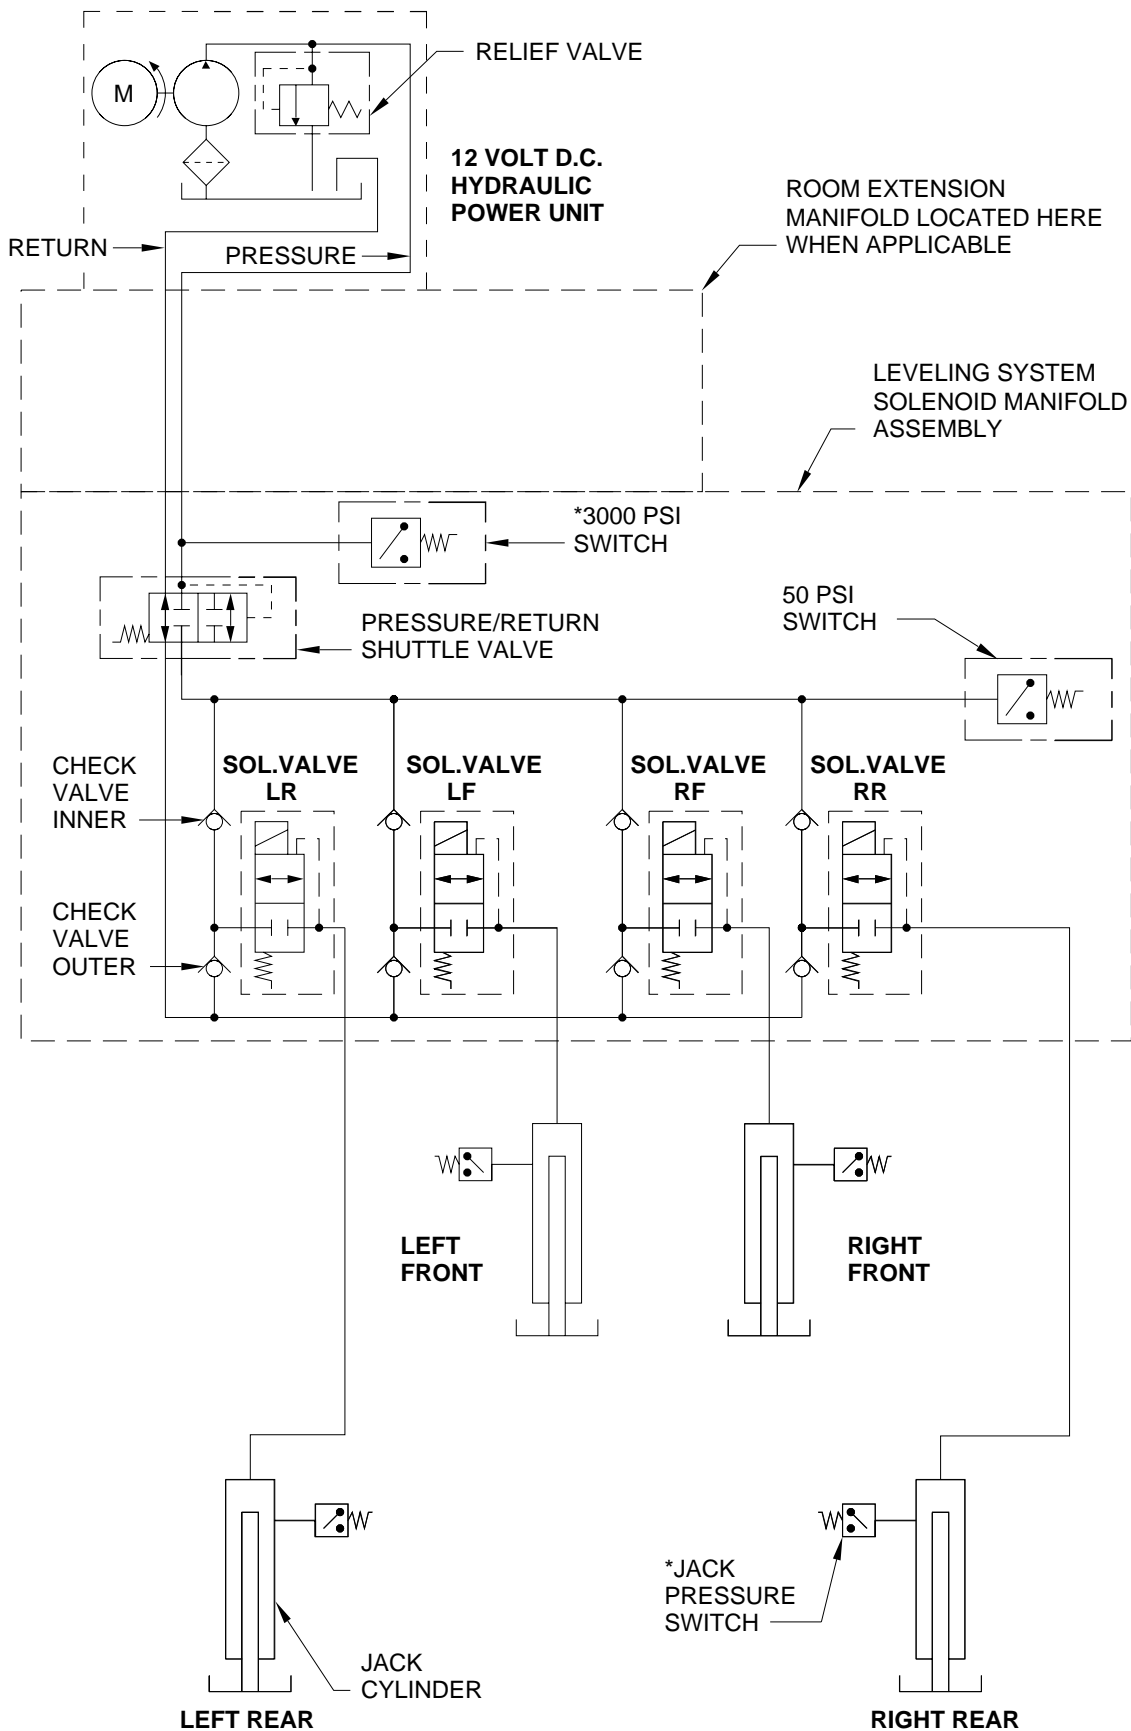 RELIEF VALVE
M
12 VOLT D.C.
HYDRAULIC
POWER UNIT
ROOM EXTENSION
MANIFOLD LOCATED HERE
WHEN APPLICABLE
RETURN
PRESSURE
LEVELING SYSTEM
SOLENOID MANIFOLD
ASSEMBLY
*3000 PSI
SWITCH
50 PSI
SWITCH
PRESSURE/RETURN
SHUTTLE VALVE
CHECK
VALVE
INNER
SOL.VALVE
LR
SOL.VALVE
LF
SOL.VALVE
RF
SOL.VALVE
RR
CHECK
VALVE
OUTER
LEFT
FRONT
RIGHT
FRONT
*JACK
PRESSURE
SWITCH
JACK
CYLINDER
LEFT REAR
RIGHT REAR